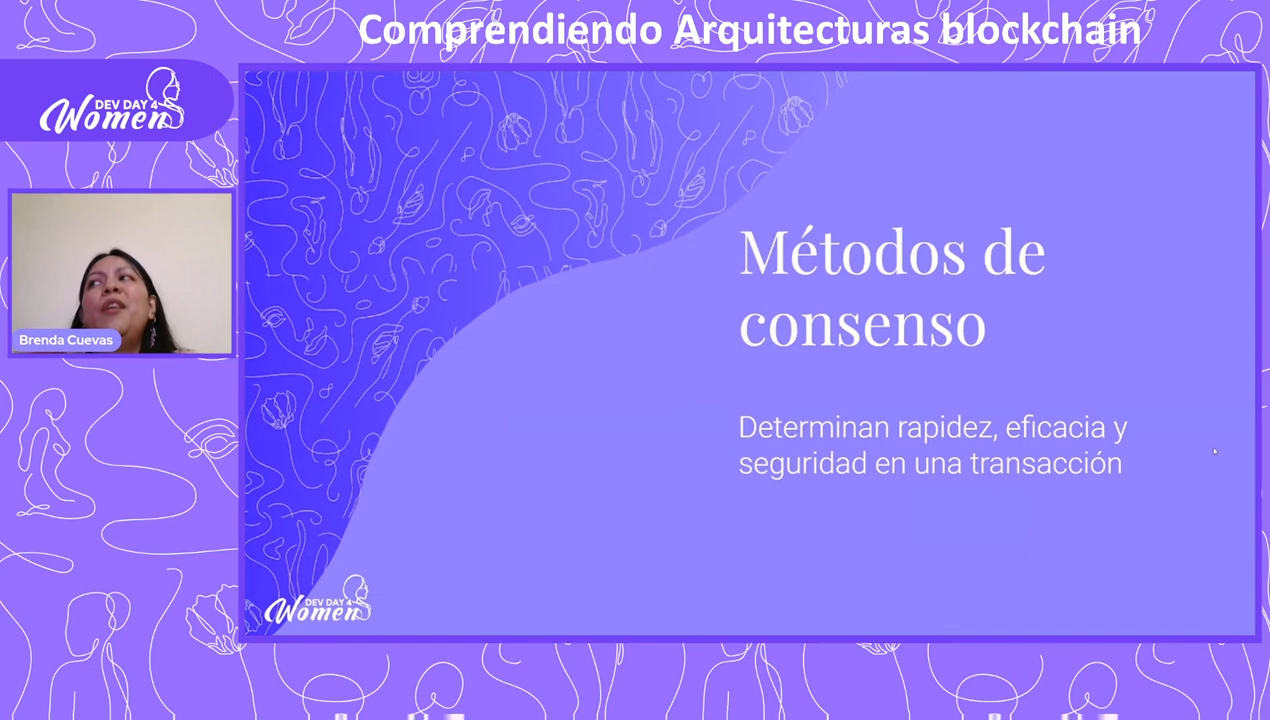 Comprendiendo Arquitecturas blockchain
DEV DAY 4
Women
Brenda Cuevas
Métodos de
consenso
Determinan rapidez, eficacia y
seguridad en una transacción
DEV DAY 4
Women